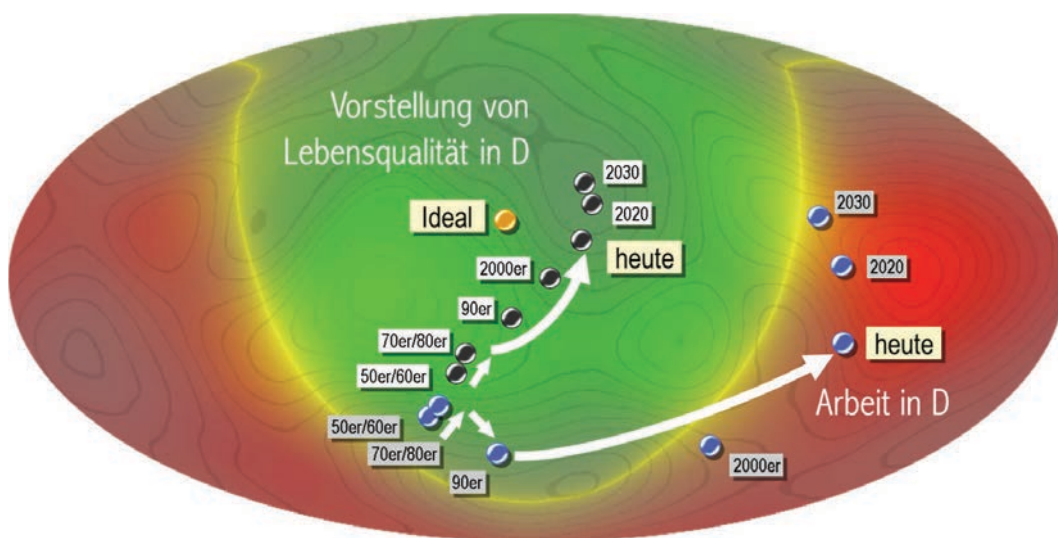 Vorstellung von
Lebensqualität in D
2030
2020
Ideal
heute
2000er
90er
70er/80er
50er/60er
2030
2020
heute
Arbeit in D
50er/60er
70er/80er
90er
2000er